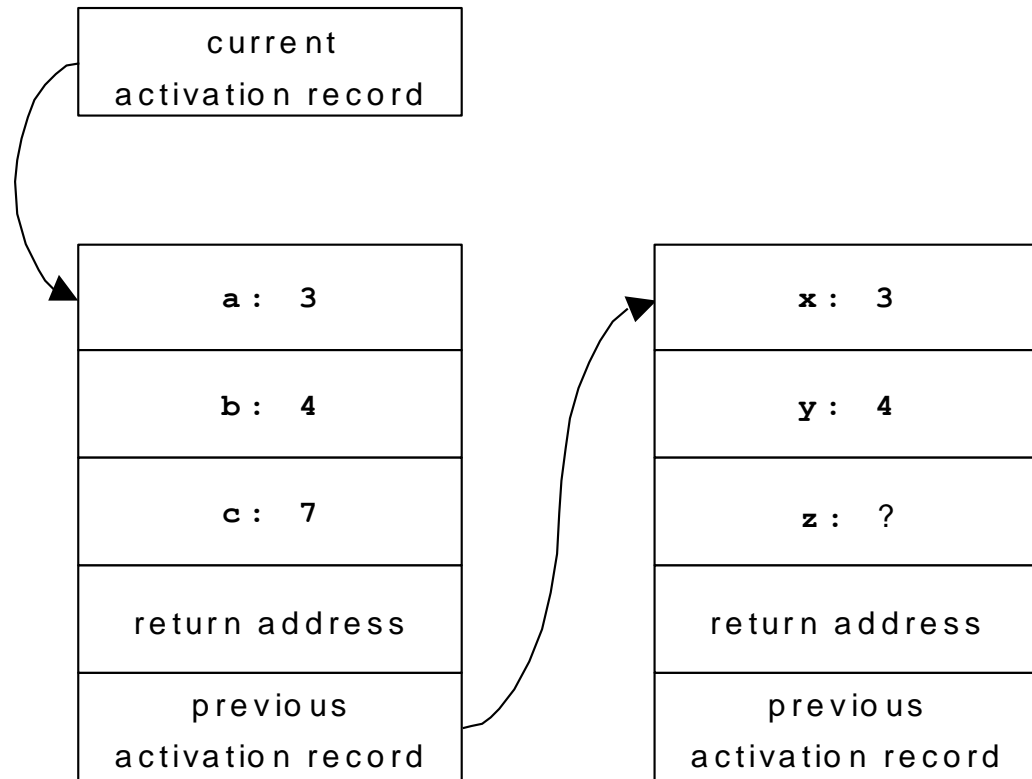 current
activation record
a: 3
b: 4
c: 7
return address
previous
activation record
x: 3
y: 4
z: ?
return address
previous
activation record